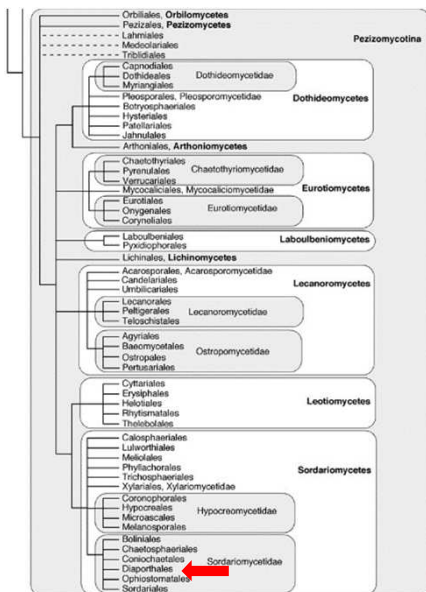 Orbiliales, Orbilomycetes
Pezizales, Pezizomycetes
Lahmiales
Pezizomycotina
Medeolariales
Triblidiales
Capnodiales
Dothideales
Dothideomycetidae
Myriangiales
Pleosporales, Pleosporomycetidae
Dothideomycetes
Botryosphaeriales
Hysteriales
Patellariales
Jahnulales
Arthoniales, Arthoniomycetes
Chaetothyriales
Pyrenulales
Chaetothyriomycetidae
Verrucariales
Mycocaliciales, Mycocaliciomycetidae
Eurotiomycetes
Eurotiales
Onygenales
Eurotiomycetidae
Coryneliales
Laboulbeniales
Laboulbeniomycetes
Pyxidiophorales
Lichinales, Lichinomycetes
Acarosporales, Acarosporomycetidae
Lecanoromycetes
Candelariales
Umbilicariales
Lecanorales
Peltigerales
Lecanoromycetidae
Teloschistales
Agyriales
Baeomycetales
Ostropomycetidae
Ostropales
Pertusariales
Cyttariales
Erysiphales
Helotiales
Leotiomycetes
Rhytismatales
Thelebolales
Calosphaeriales
Lulworthiales
Meliolales
Sordariomycetes
Phyllachorales
Trichosphaeriales
Xylariales, Xylariomycetidae
Coronophorales
Hypocreales
Hypocreomycetidae
Microascales
Melanosporales
Boliniales
Chaetosphaeriales
Coniochaetales
Sordariomycetidae
Diaporthales
Ophiostomatales
Sordariales